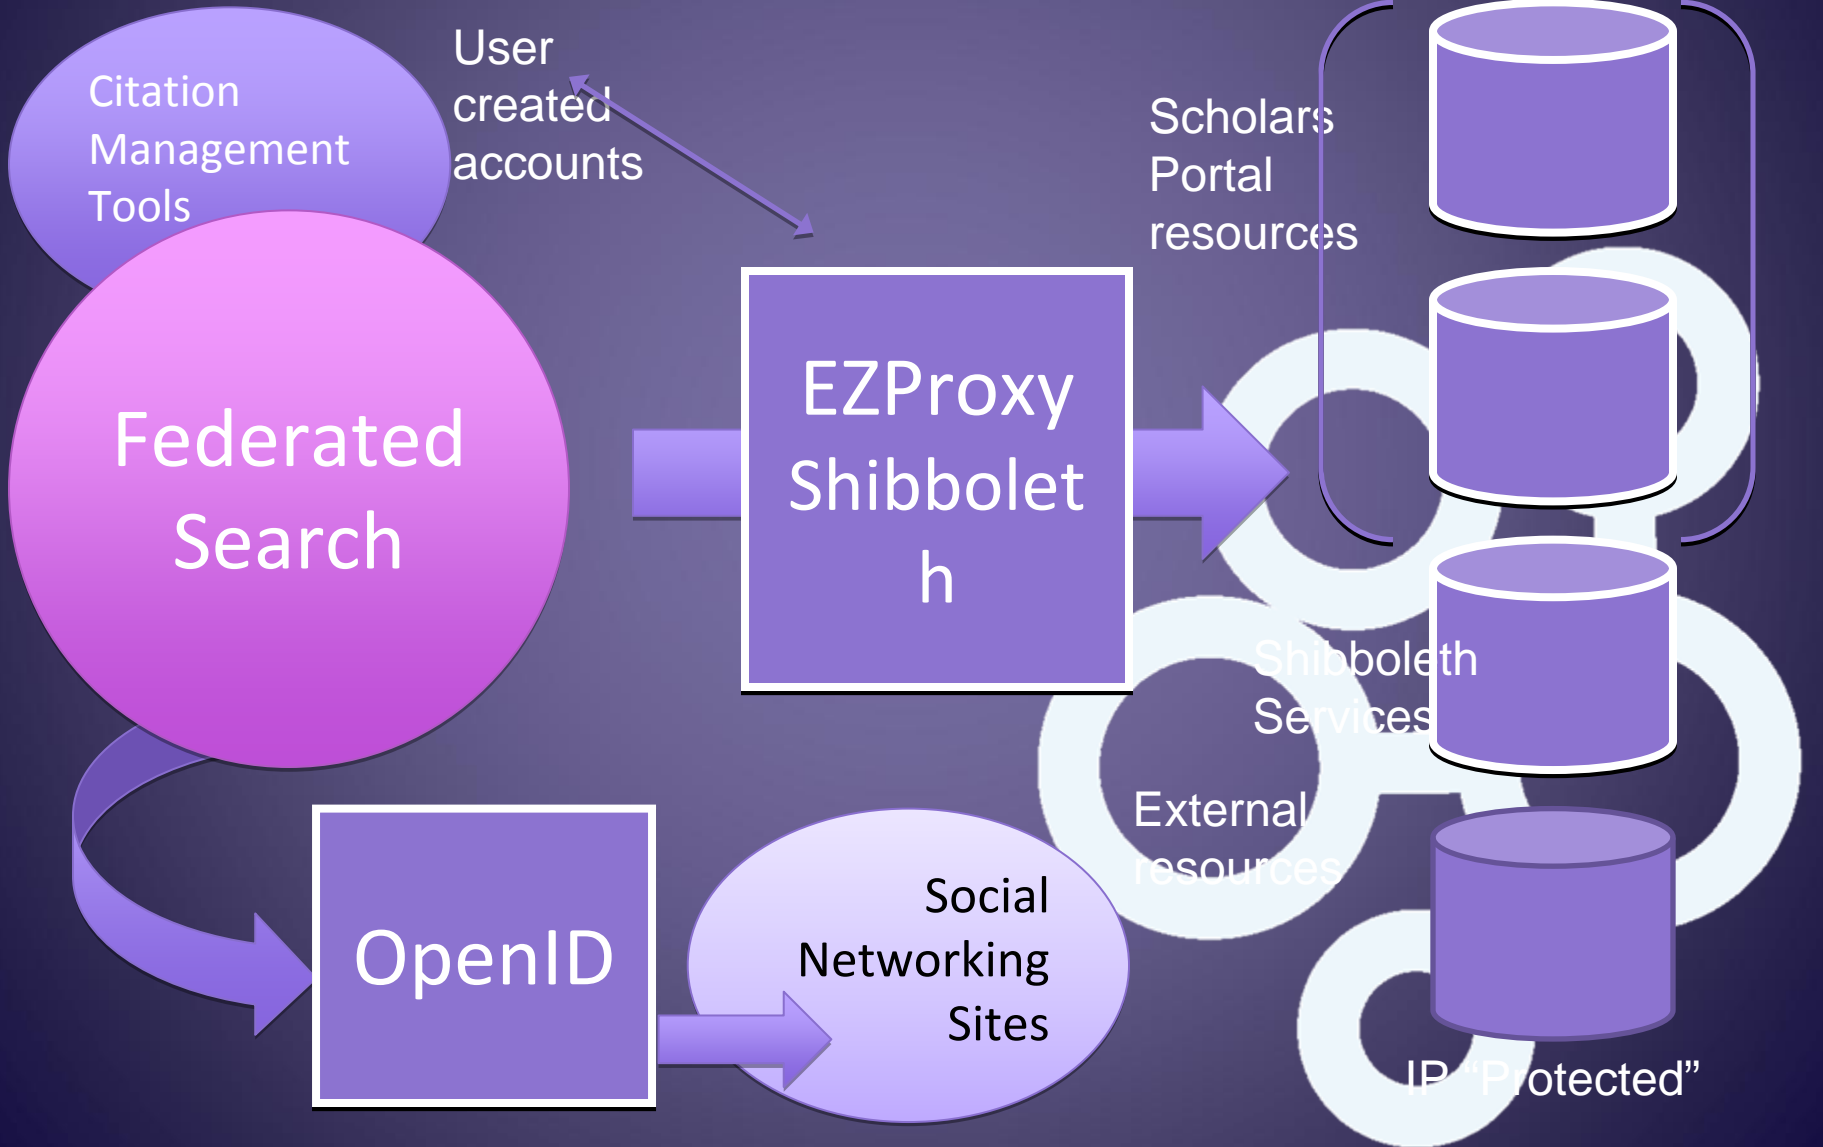 Citation
Management
Tools
User
created
accounts
Scholars
Portal
resources
Federated
Search
EZProxy
Shibbolet
h
Shibboleth
Services
External
resources
OpenID
Social
Networking
Sites
IP “Protected”